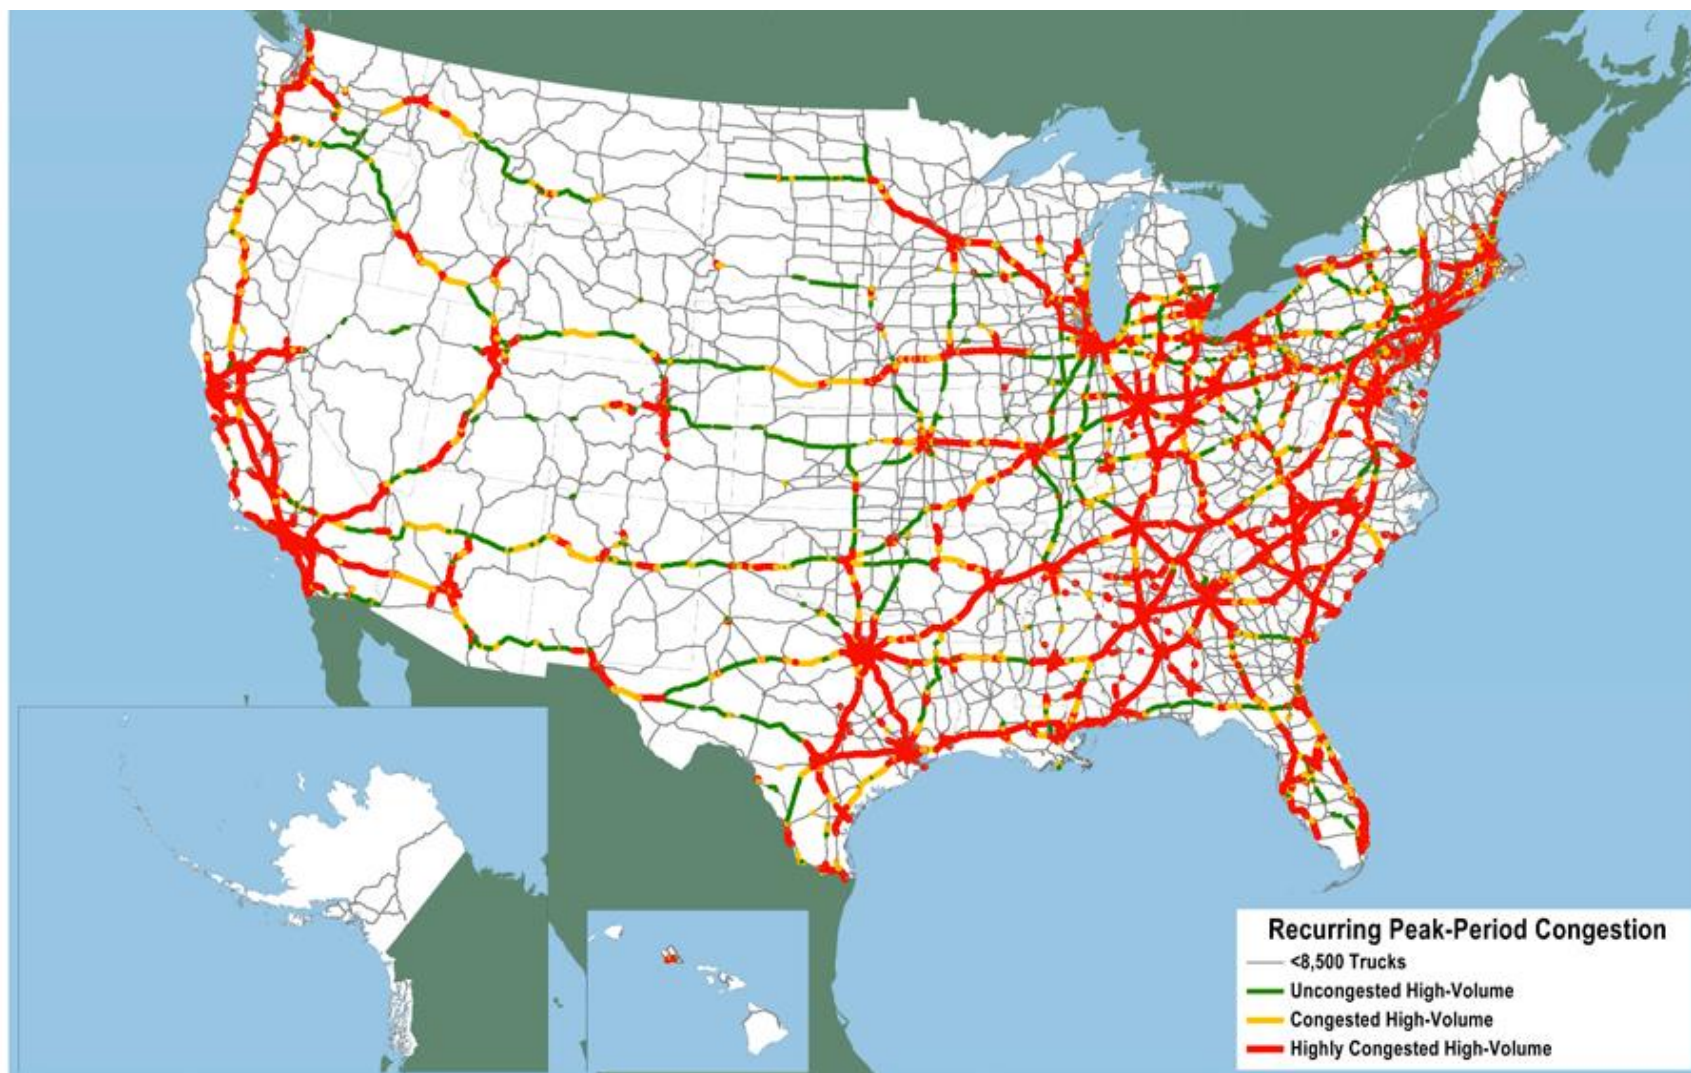 Recurring Peak-Period Congestion
<8,500 Trucks
Uncongested High-Volume
Congested High-Volume
Highly Congested High-Volume